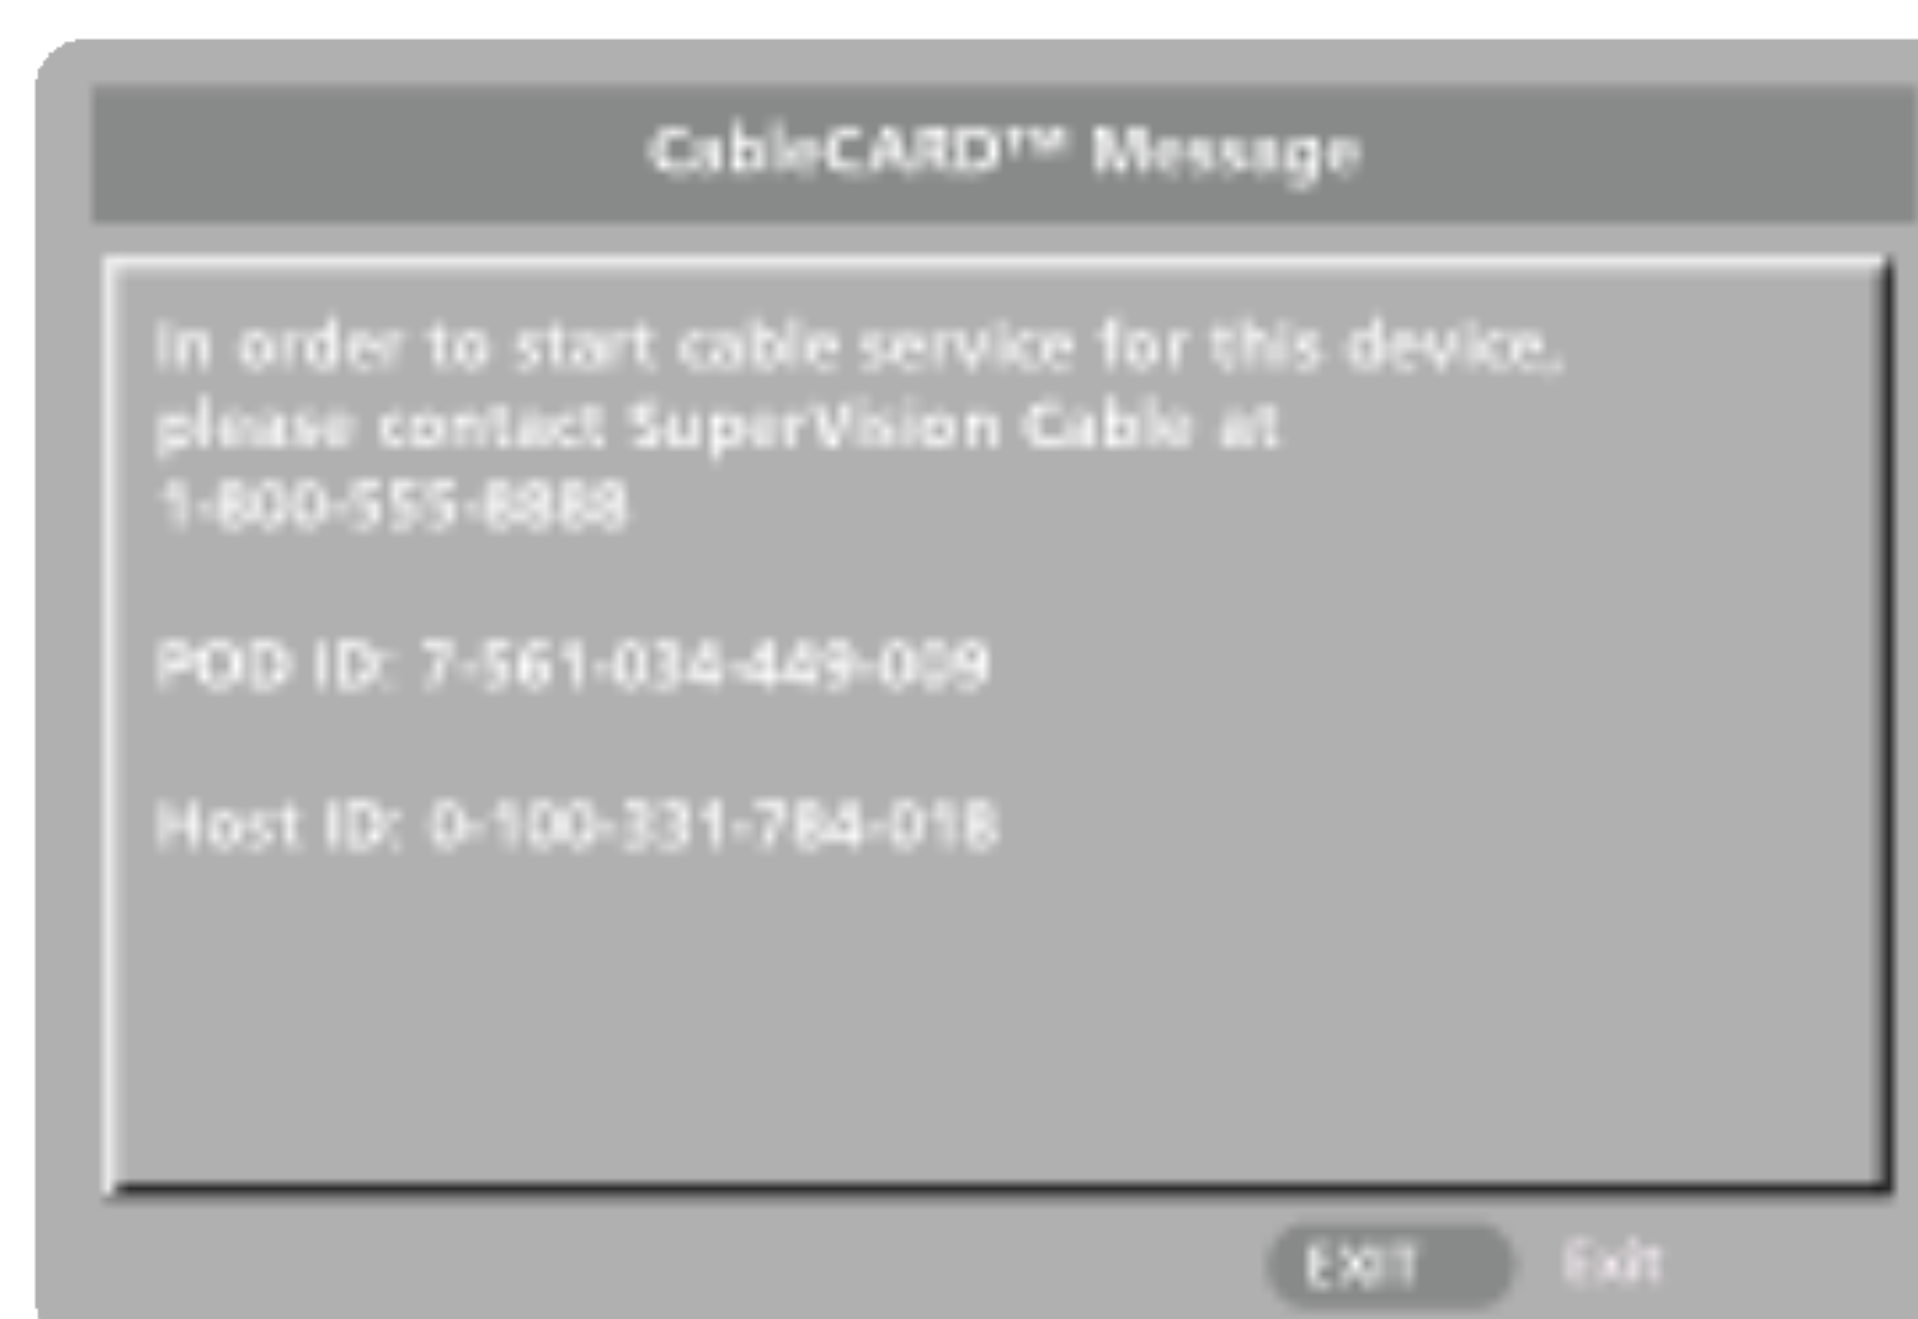 CableCARD™ Message
In order to start cable service for this device,
please contact SuperVision Cable at
1-800-555-8888
POD ID: 7-561-034-449-009
Host ID: 0-100-331-784-018
EXIT Exit